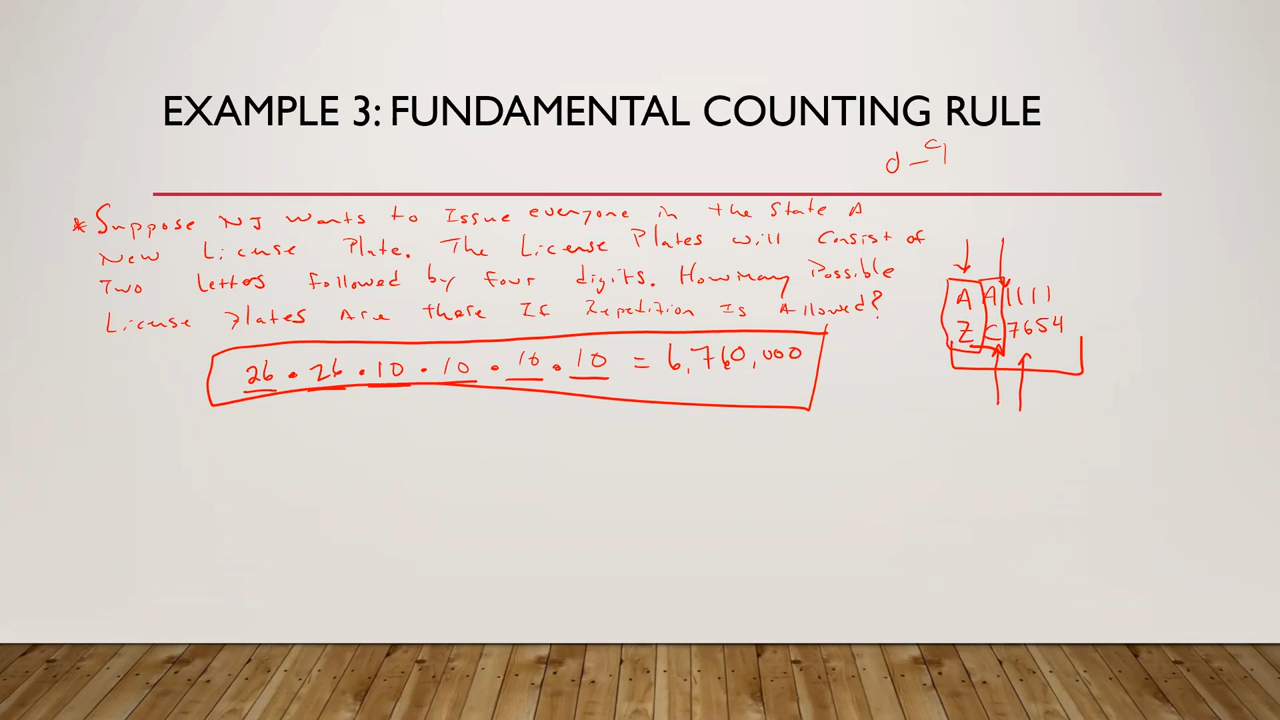 EXAMPLE 3: FUNDAMENTAL COUNTING RULE
0-9
* Suppose NJ wants to Issue everyone in the State A
New License Plate. The License Plates will consist of
Two letters followed by four digits. How many Possible
License Plates Are there If Repetition Is Allowed?
26 · 26 · 10 · 10 · 10 · 10 = 6,760,000
A A 1111
Z C 7654